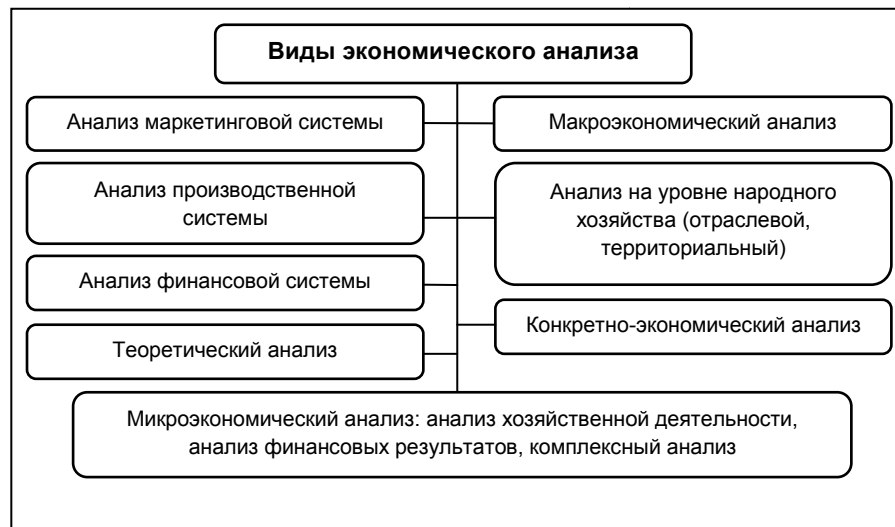 Виды экономического анализа
Анализ маркетинговой системы
Макроэкономический анализ
Анализ производственной
системы
Анализ на уровне народного
хозяйства (отраслевой,
территориальный)
Анализ финансовой системы
Конкретно-экономический анализ
Теоретический анализ
Микроэкономический анализ: анализ хозяйственной деятельности,
анализ финансовых результатов, комплексный анализ